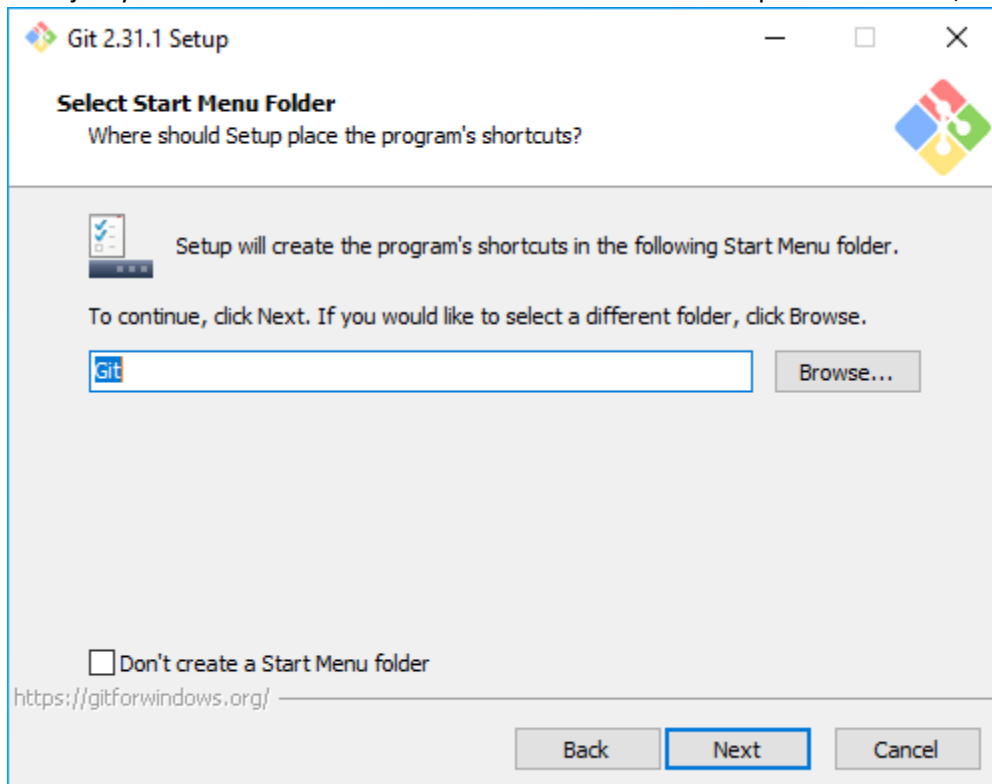 Git 2.31.1 Setup
Select Start Menu Folder
Where should Setup place the program's shortcuts?
Setup will create the program's shortcuts in the following Start Menu folder.
To continue, click Next. If you would like to select a different folder, click Browse.
Git
Browse...
Don't create a Start Menu folder
https://gitforwindows.org/
Back
Next
Cancel